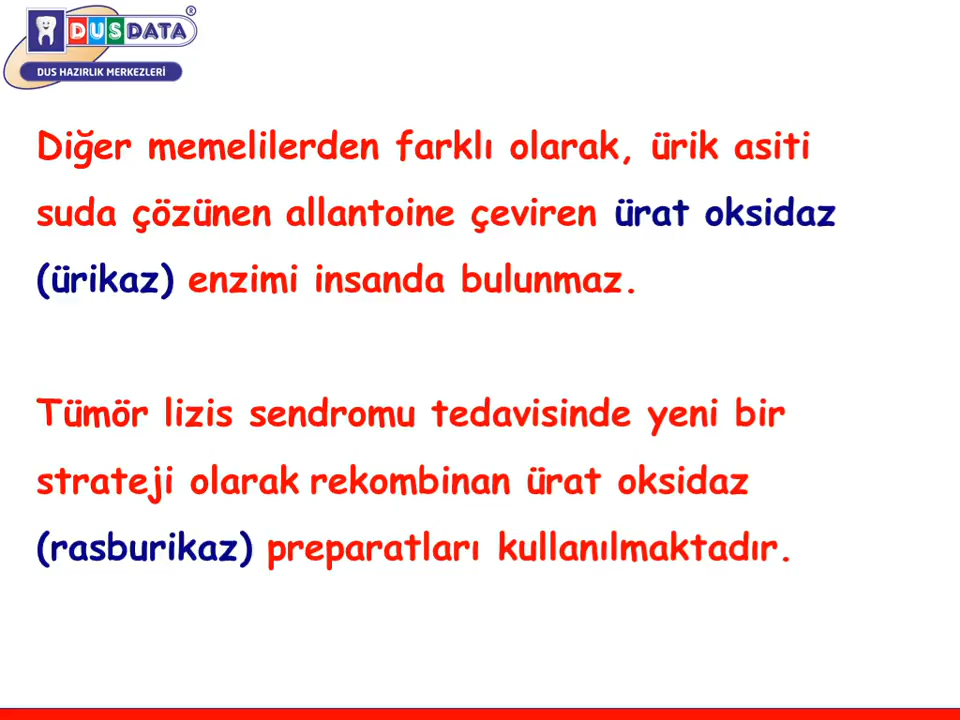 DUSDATA ®
DUS HAZIRLIK MERKEZLERİ
Diğer memelilerden farklı olarak, ürik asiti
suda çözünen allantoine çeviren ürat oksidaz
(ürikaz) enzimi insanda bulunmaz.
Tümör lizis sendromu tedavisinde yeni bir
strateji olarak rekombinan ürat oksidaz
(rasburikaz) preparatları kullanılmaktadır.